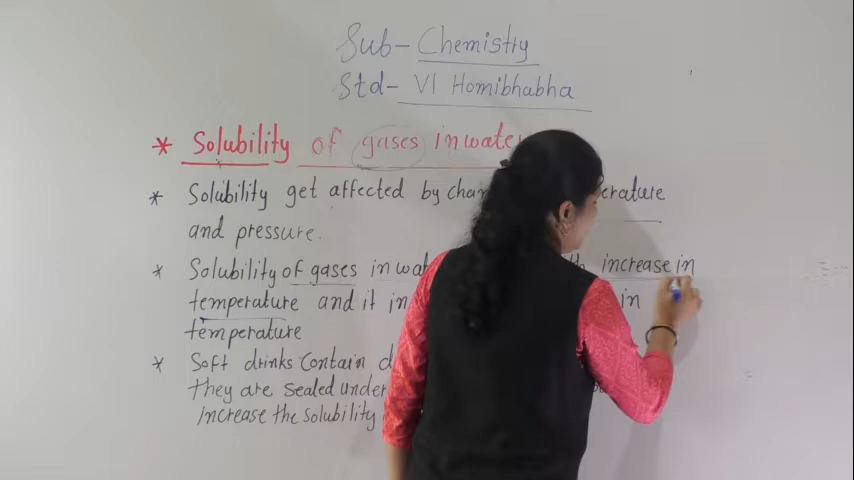 Sub- Chemistry
Std- VI Homibhabha
* Solubility of gases in wate
* Solubility get affected by chan erature
and pressure.
* Solubility of gases in wat increase in
temperature and it in in
temperature
* Soft drinks contain d
They are sealed under
increase the solubility